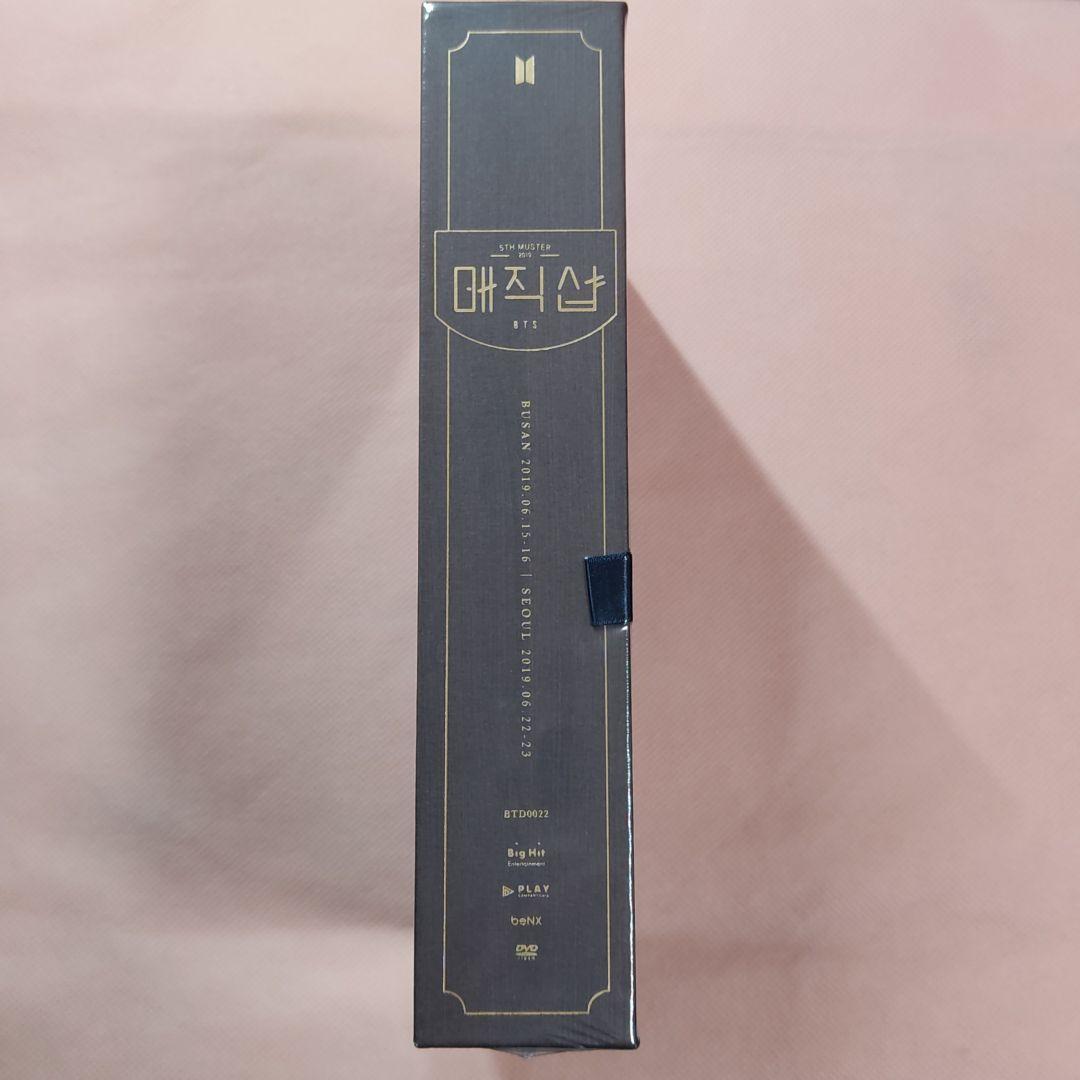 5TH MUSTER
2019
매직샵
BTS
BUSAN 2019.06.15-16 | SEOUL 2019.06.22-23
BTD0022
Big Hit
Entertainment
PLAY
beNX
DVD
VIDEO